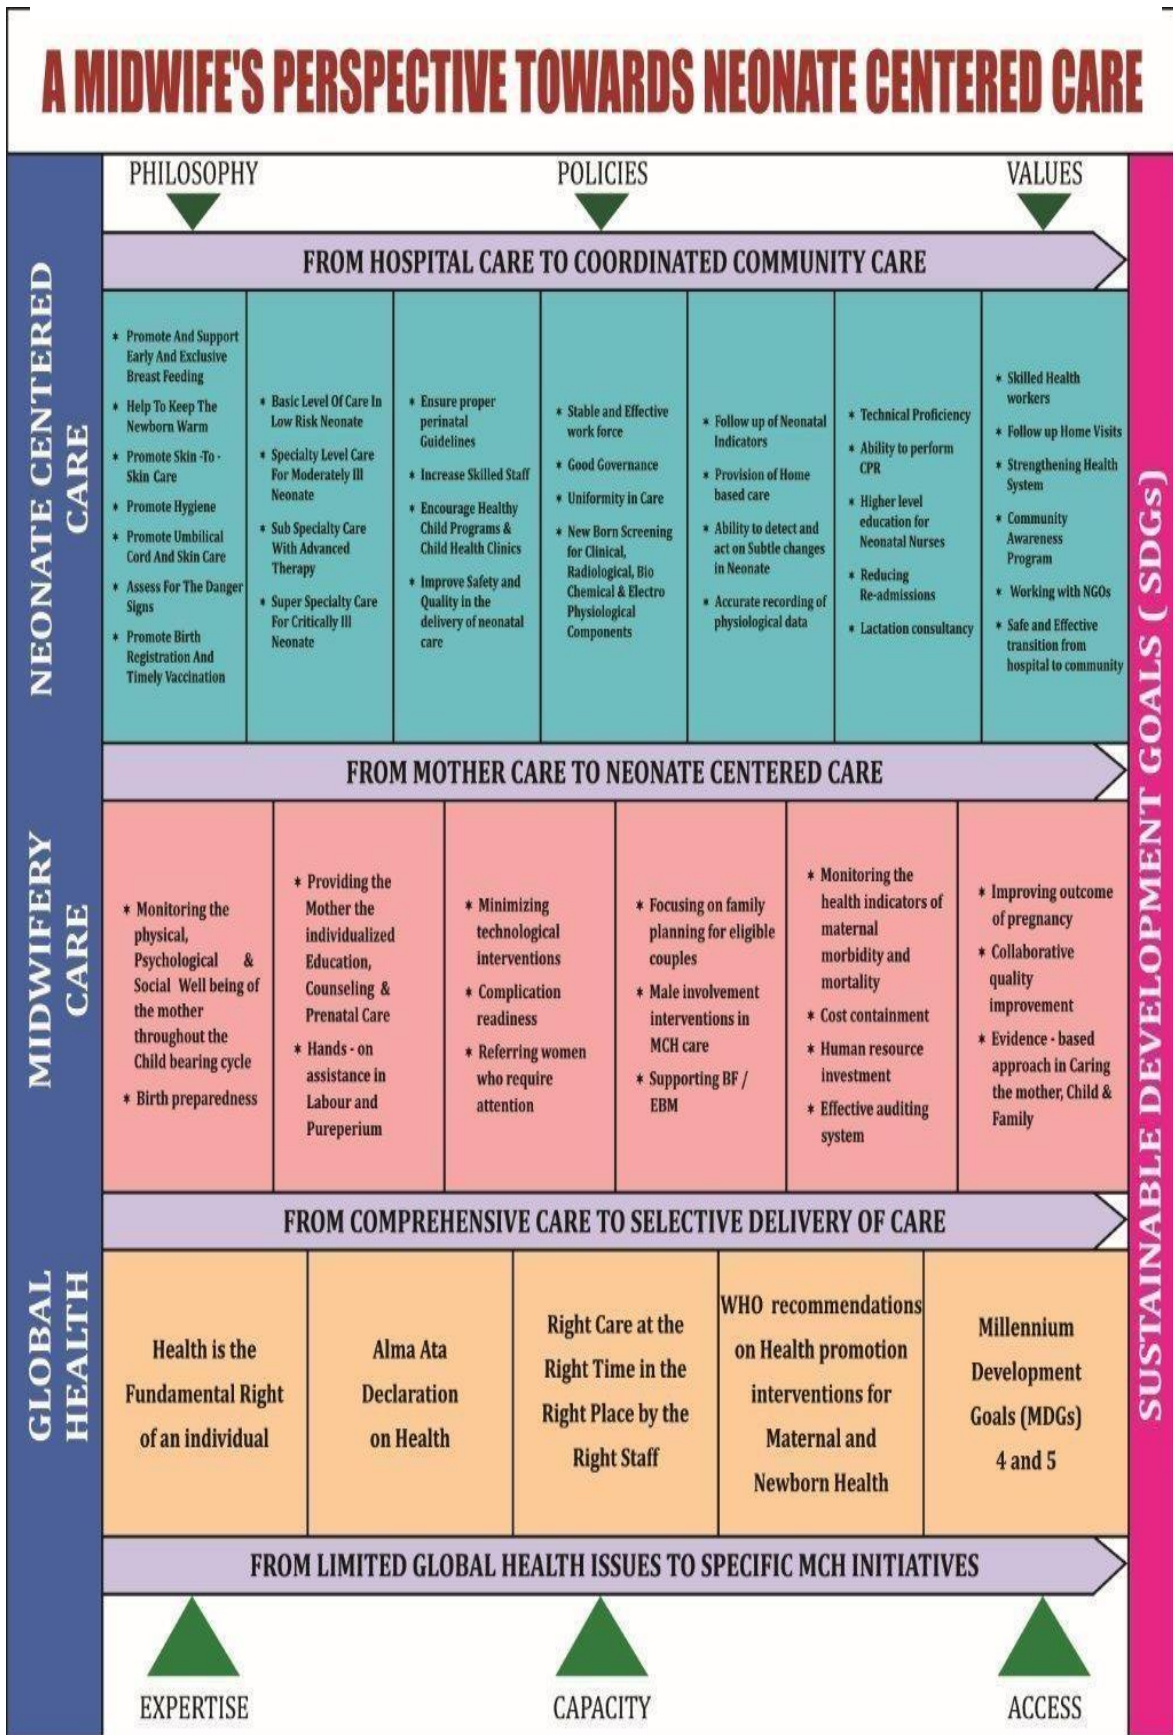 A MIDWIFE'S PERSPECTIVE TOWARDS NEONATE CENTERED CARE
PHILOSOPHY
POLICIES
VALUES
FROM HOSPITAL CARE TO COORDINATED COMMUNITY CARE
NEONATE CENTERED
CARE
* Promote And Support
Early And Exclusive
Breast Feeding
* Help To Keep The
Newborn Warm
* Promote Skin -To -
Skin Care
* Promote Hygiene
* Promote Umbilical
Cord And Skin Care
* Assess For The Danger
Signs
* Promote Birth
Registration And
Timely Vaccination
* Basic Level Of Care In
Low Risk Neonate
* Specialty Level Care
For Moderately Ill
Neonate
* Sub Specialty Care
With Advanced
Therapy
* Super Specialty Care
For Critically Ill
Neonate
* Ensure proper
perinatal
Guidelines
* Increase Skilled Staff
* Encourage Healthy
Child Programs &
Child Health Clinics
* Improve Safety and
Quality in the
delivery of neonatal
care
* Stable and Effective
work force
* Good Governance
* Uniformity in Care
* New Born Screening
for Clinical,
Radiological, Bio
Chemical & Electro
Physiological
Components
* Follow up of Neonatal
Indicators
* Provision of Home
based care
* Ability to detect and
act on Subtle changes
in Neonate
* Accurate recording of
physiological data
* Technical Proficiency
* Ability to perform
CPR
* Higher level
education for
Neonatal Nurses
* Reducing
Re-admissions
* Lactation consultancy
* Skilled Health
workers
* Follow up Home Visits
* Strengthening Health
System
* Community
Awareness
Program
* Working with NGOs
* Safe and Effective
transition from
hospital to community
FROM MOTHER CARE TO NEONATE CENTERED CARE
MIDWIFERY
CARE
* Monitoring the
physical,
Psychological &
Social Well being of
the mother
throughout the
Child bearing cycle
* Birth preparedness
* Providing the
Mother the
individualized
Education,
Counseling &
Prenatal Care
* Hands - on
assistance in
Labour and
Pureperium
* Minimizing
technological
interventions
* Complication
readiness
* Referring women
who require
attention
* Focusing on family
planning for eligible
couples
* Male involvement
interventions in
MCH care
* Supporting BF /
EBM
* Monitoring the
health indicators of
maternal
morbidity and
mortality
* Cost containment
* Human resource
investment
* Effective auditing
system
* Improving outcome
of pregnancy
* Collaborative
quality
improvement
* Evidence - based
approach in Caring
the mother, Child &
Family
FROM COMPREHENSIVE CARE TO SELECTIVE DELIVERY OF CARE
GLOBAL
HEALTH
Health is the
Fundamental Right
of an individual
Alma Ata
Declaration
on Health
Right Care at the
Right Time in the
Right Place by the
Right Staff
WHO recommendations
on Health promotion
interventions for
Maternal and
Newborn Health
Millennium
Development
Goals (MDGs)
4 and 5
FROM LIMITED GLOBAL HEALTH ISSUES TO SPECIFIC MCH INITIATIVES
EXPERTISE
CAPACITY
ACCESS
SUSTAINABLE DEVELOPMENT GOALS ( SDGs)